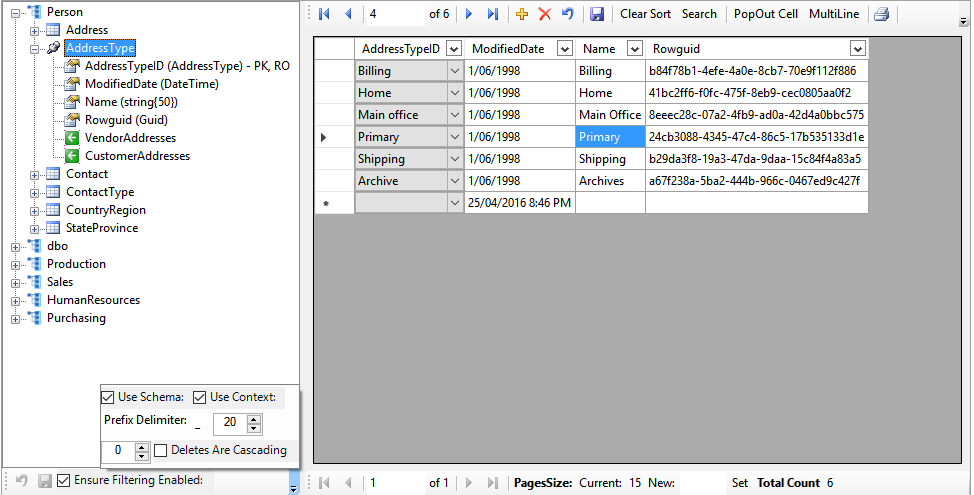 Person
Address
AddressType
AddressTypeID (AddressType) - PK, RO
ModifiedDate (DateTime)
Name (string{50})
Rowguid (Guid)
VendorAddresses
CustomerAddresses
Contact
ContactType
CountryRegion
StateProvince
dbo
Production
Sales
HumanResources
Purchasing
Use Schema: Use Context:
Prefix Delimiter: _ 20
0 Deletes Are Cascading
Ensure Filtering Enabled:
4 of 6 Clear Sort Search PopOut Cell MultiLine
AddressTypeID ModifiedDate Name Rowguid
Billing 1/06/1998 Billing b84f78b1-4efe-4a0e-8cb7-70e9f112f886
Home 1/06/1998 Home 41bc2ff6-f0fc-475f-8eb9-cec0805aa0f2
Main office 1/06/1998 Main Office 8eeec28c-07a2-4fb9-ad0a-42d4a0bbc575
Primary 1/06/1998 Primary 24cb3088-4345-47c4-86c5-17b535133d1e
Shipping 1/06/1998 Shipping b29da3f8-19a3-47da-9daa-15c84f4a83a5
Archive 1/06/1998 Archives a67f238a-5ba2-444b-966c-0467ed9c427f
* 25/04/2016 8:46 PM
1 of 1 PagesSize: Current: 15 New: Set Total Count 6